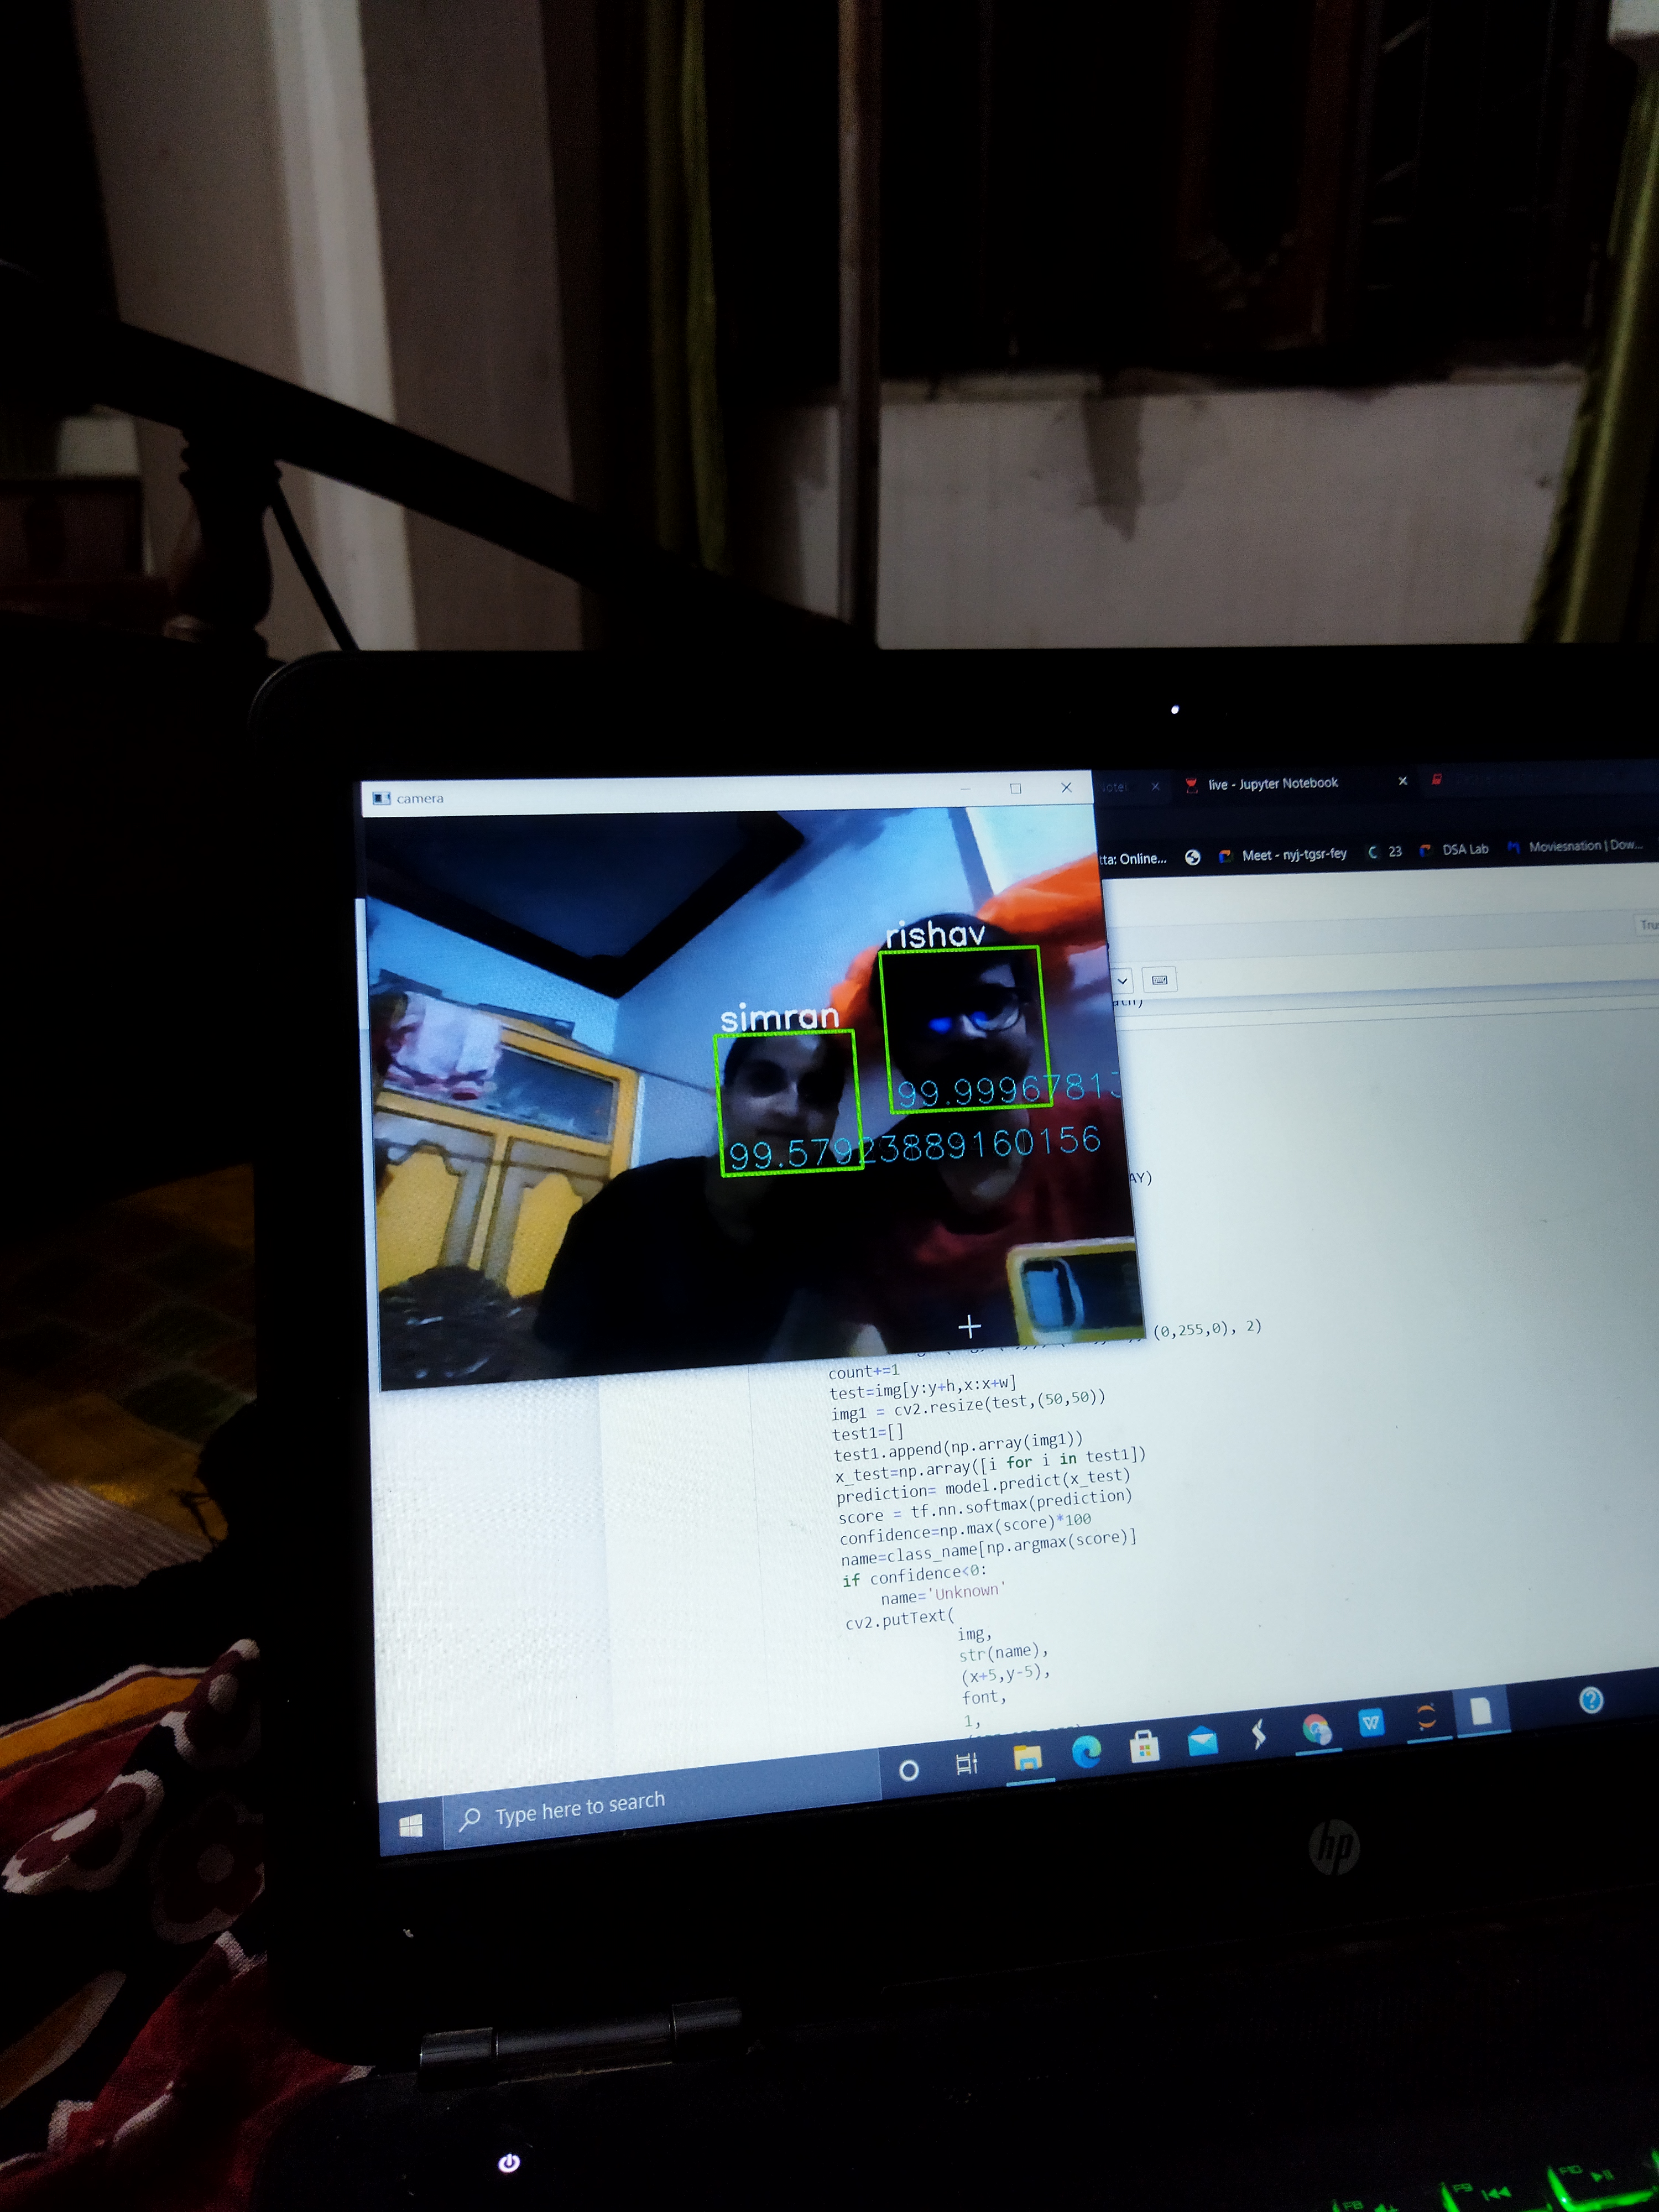 camera
live - Jupyter Notebook
tta: Online...
Meet - nyj-tgsr-fey
23
DSA Lab
Moviesnation | Dow...
rishav
simran
99.99967813
99.57923889160156
AY)
(0,255,0), 2)
count+=1
test=img[y:y+h,x:x+w]
img1 = cv2.resize(test,(50,50))
test1=[]
test1.append(np.array(img1))
x_test=np.array([i for i in test1])
prediction= model.predict(x_test)
score = tf.nn.softmax(prediction)
confidence=np.max(score)*100
name=class_name[np.argmax(score)]
if confidence<0:
name='Unknown'
cv2.putText(
img,
str(name),
(x+5,y-5),
font,
1,
Type here to search
hp
F8
F9
F10